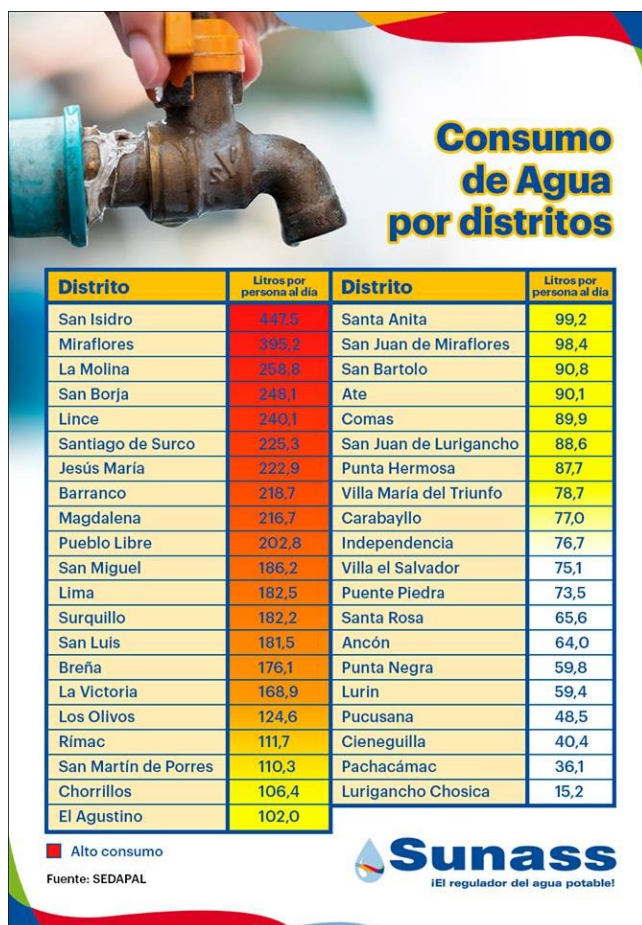 Consumo
de Agua
por distritos
Distrito Litros por persona al día Distrito Litros por persona al día
San Isidro 447,5 Santa Anita 99,2
Miraflores 395,2 San Juan de Miraflores 98,4
La Molina 258,8 San Bartolo 90,8
San Borja 248,1 Ate 90,1
Lince 240,1 Comas 89,9
Santiago de Surco 225,3 San Juan de Lurigancho 88,6
Jesús María 222,9 Punta Hermosa 87,7
Barranco 218,7 Villa María del Triunfo 78,7
Magdalena 216,7 Carabayllo 77,0
Pueblo Libre 202,8 Independencia 76,7
San Miguel 186,2 Villa el Salvador 75,1
Lima 182,5 Puente Piedra 73,5
Surquillo 182,2 Santa Rosa 65,6
San Luis 181,5 Ancón 64,0
Breña 176,1 Punta Negra 59,8
La Victoria 168,9 Lurin 59,4
Los Olivos 124,6 Pucusana 48,5
Rímac 111,7 Cieneguilla 40,4
San Martín de Porres 110,3 Pachacámac 36,1
Chorrillos 106,4 Lurigancho Chosica 15,2
El Agustino 102,0
Alto consumo
Fuente: SEDAPAL
Sunass
¡El regulador del agua potable!